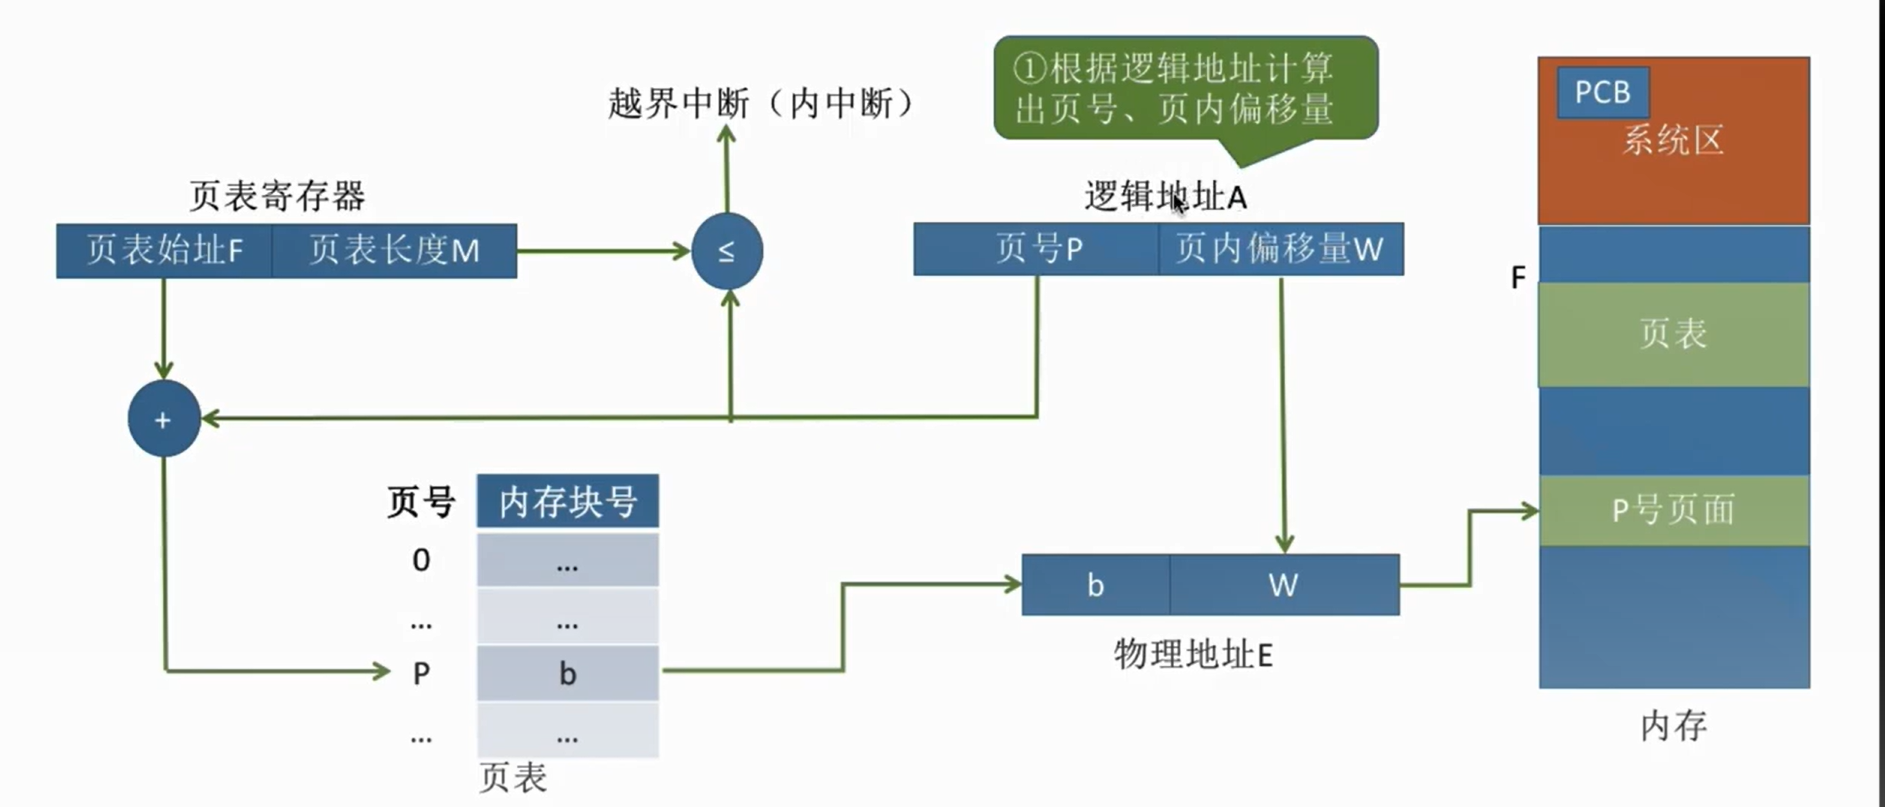 ①根据逻辑地址计算
出页号、页内偏移量
越界中断（内中断）
PCB
系统区
页表寄存器
逻辑地址A
页表始址F
页表长度M
≤
页号P
页内偏移量W
F
页表
+
页号
内存块号
P号页面
0
...
...
...
b
W
P
b
物理地址E
...
...
内存
页表